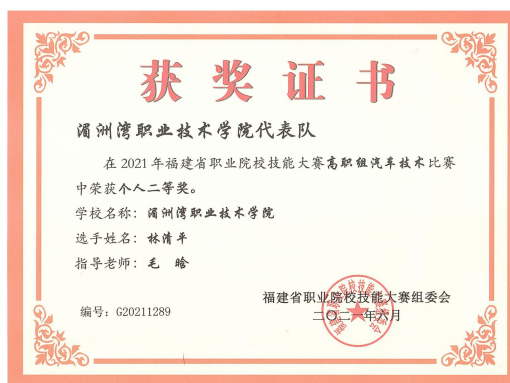 获奖证书
湄洲湾职业技术学院代表队
在2021年福建省职业院校技能大赛高职组汽车技术比赛
中荣获个人二等奖。
学校名称：湄洲湾职业技术学院
选手姓名：林清平
指导老师：毛　晗
福建省职业院校技能大赛组委会
二〇二一年六月
编号：G20211289